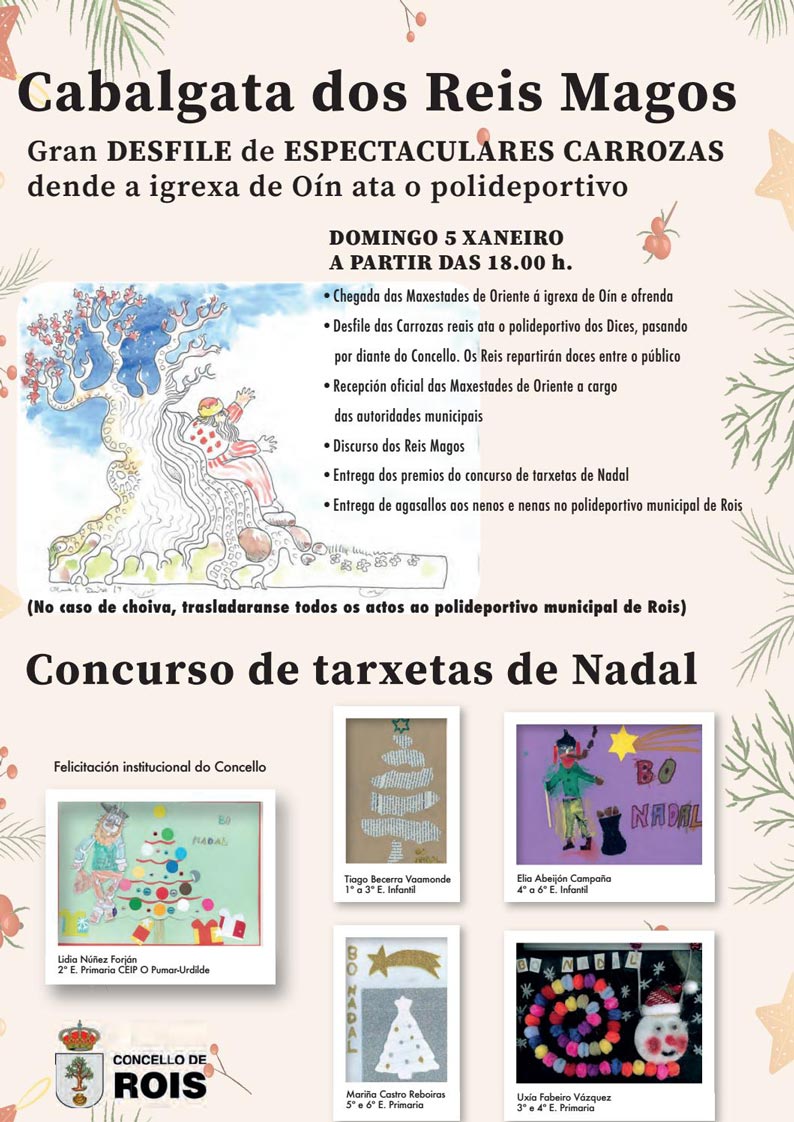 Cabalgata dos Reis Magos
Gran DESFILE de ESPECTACULARES CARROZAS
dende a igrexa de Oín ata o polideportivo
DOMINGO 5 XANEIRO
A PARTIR DAS 18.00 h.
• Chegada das Maxestades de Oriente á igrexa de Oín e ofrenda
• Desfile das Carrozas reais ata o polideportivo dos Dices, pasando
por diante do Concello. Os Reis repartirán doces entre o público
• Recepción oficial das Maxestades de Oriente a cargo
das autoridades municipais
• Discurso dos Reis Magos
• Entrega dos premios do concurso de tarxetas de Nadal
• Entrega de agasallos aos nenos e nenas no polideportivo municipal de Rois
(No caso de choiva, trasladaranse todos os actos ao polideportivo municipal de Rois)
Concurso de tarxetas de Nadal
Felicitación institucional do Concello
BO
NADAL
Lidia Núñez Forján
2º E. Primaria CEIP O Pumar-Urdilde
Tiago Becerra Vaamonde
1º a 3º E. Infantil
BO
NADAL
Elia Abeijón Campaña
4º a 6º E. Infantil
BO NADAL
Mariña Castro Reboiras
5º e 6º E. Primaria
BO NADAL
Uxía Fabeiro Vázquez
3º e 4º E. Primaria
CONCELLO DE
ROIS